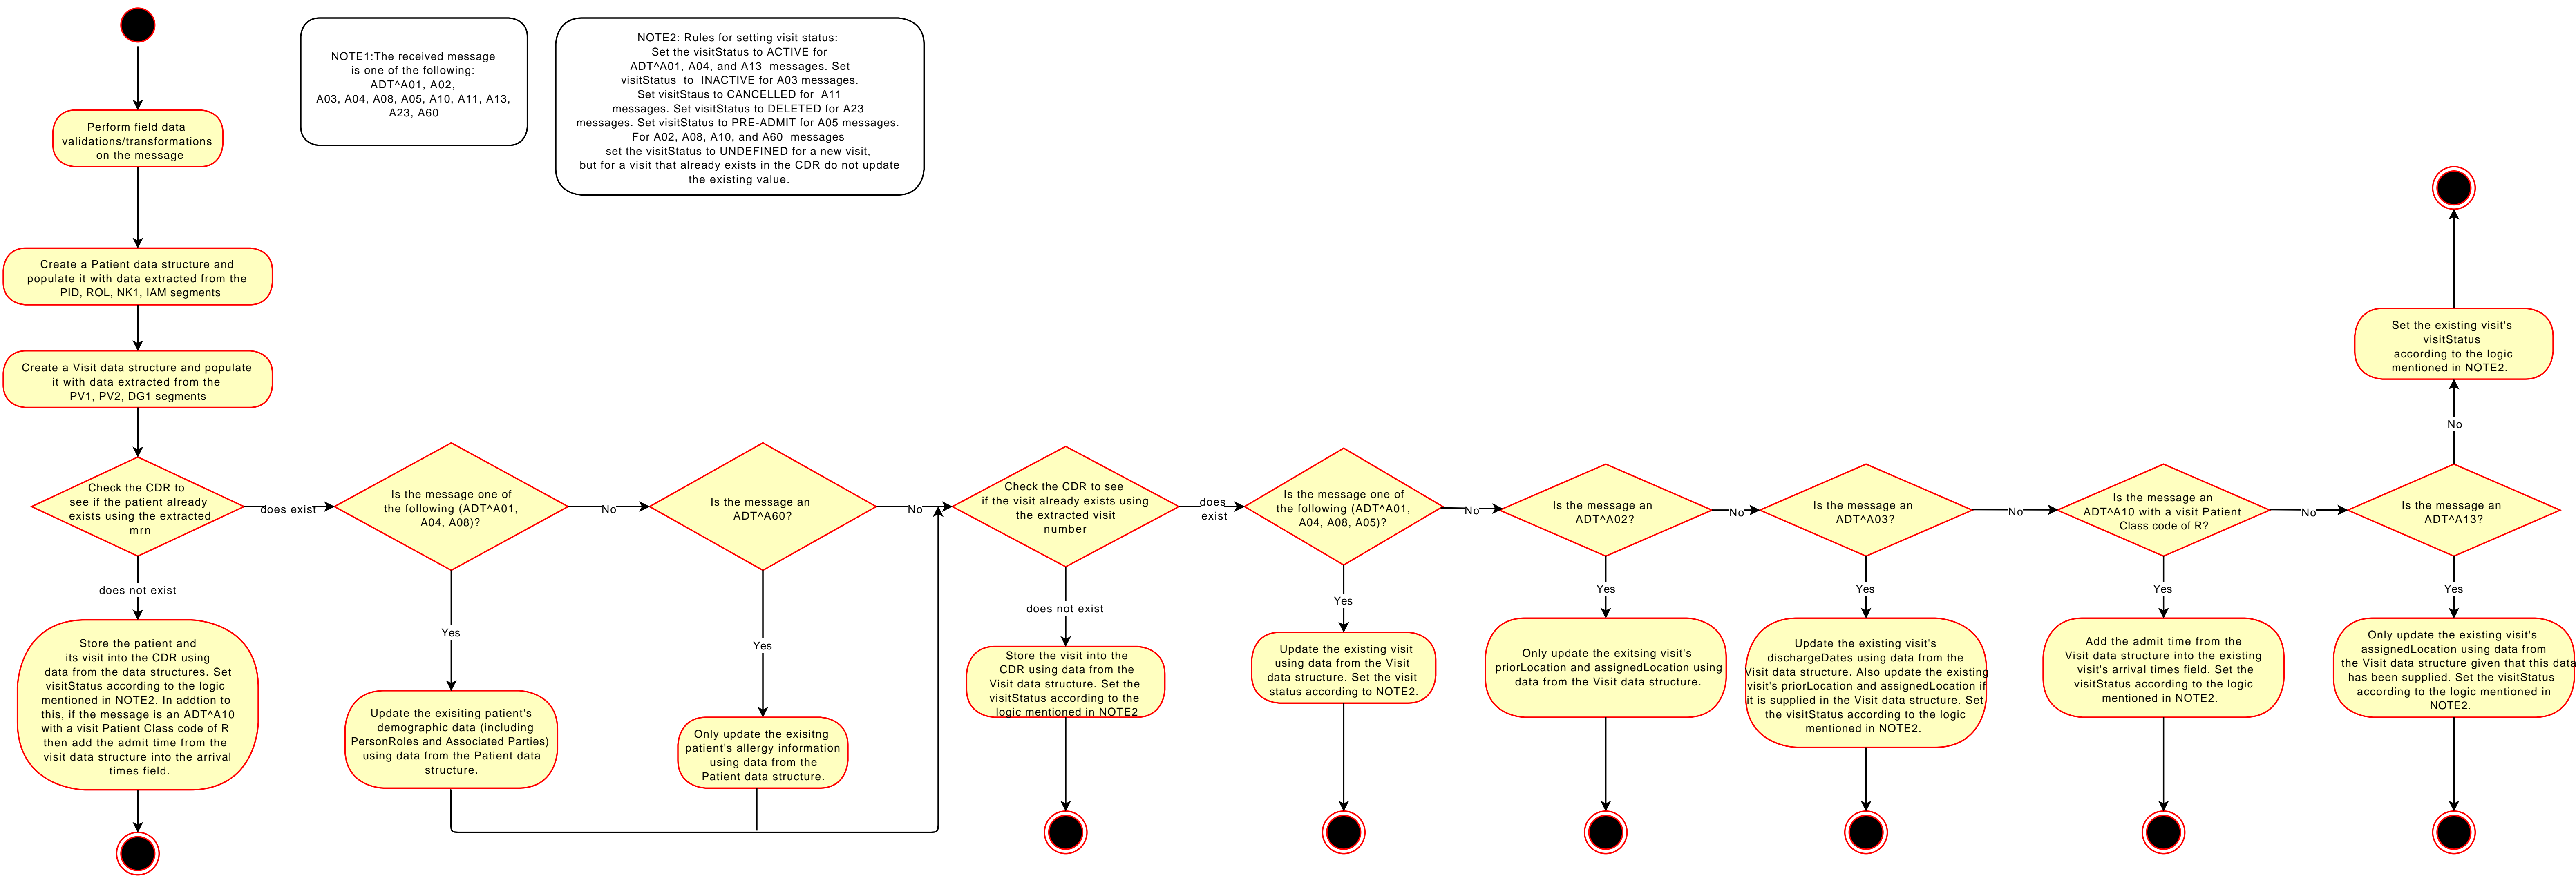 NOTE1:The received message
is one of the following:
ADT^A01, A02,
A03, A04, A08, A05, A10, A11, A13,
A23, A60
NOTE2: Rules for setting visit status:
Set the visitStatus to ACTIVE for
ADT^A01, A04, and A13 messages. Set
visitStatus to INACTIVE for A03 messages.
Set visitStaus to CANCELLED for A11
messages. Set visitStatus to DELETED for A23
messages. Set visitStatus to PRE-ADMIT for A05 messages.
For A02, A08, A10, and A60 messages
set the visitStatus to UNDEFINED for a new visit,
but for a visit that already exists in the CDR do not update
the existing value.
Perform field data
validations/transformations
on the message
Create a Patient data structure and
populate it with data extracted from the
PID, ROL, NK1, IAM segments
Create a Visit data structure and populate
it with data extracted from the
PV1, PV2, DG1 segments
Check the CDR to
see if the patient already
exists using the extracted
mrn
does exist
does not exist
Store the patient and
its visit into the CDR using
data from the data structures. Set
visitStatus according to the logic
mentioned in NOTE2. In addtion to
this, if the message is an ADT^A10
with a visit Patient Class code of R
then add the admit time from the
visit data structure into the arrival
times field.
Is the message one of
the following (ADT^A01,
A04, A08)?
No
Yes
Update the exisiting patient's
demographic data (including
PersonRoles and Associated Parties)
using data from the Patient data
structure.
Is the message an
ADT^A60?
No
Yes
Only update the exisitng
patient's allergy information
using data from the
Patient data structure.
Check the CDR to see
if the visit already exists using
the extracted visit
number
does
exist
does not exist
Store the visit into the
CDR using data from the
Visit data structure. Set the
visitStatus according to the
logic mentioned in NOTE2
Is the message one of
the following (ADT^A01,
A04, A08, A05)?
No
Yes
Update the existing visit
using data from the Visit
data structure. Set the visit
status according to NOTE2.
Is the message an
ADT^A02?
No
Yes
Only update the exitsing visit's
priorLocation and assignedLocation using
data from the Visit data structure.
Is the message an
ADT^A03?
No
Yes
Update the existing visit's
dischargeDates using data from the
Visit data structure. Also update the existing
visit's priorLocation and assignedLocation if
it is supplied in the Visit data structure. Set
the visitStatus according to the logic
mentioned in NOTE2.
Is the message an
ADT^A10 with a visit Patient
Class code of R?
No
Yes
Add the admit time from the
Visit data structure into the existing
visit's arrival times field. Set the
visitStatus according to the logic
mentioned in NOTE2.
Is the message an
ADT^A13?
No
Set the existing visit's
visitStatus
according to the logic
mentioned in NOTE2.
Yes
Only update the existing visit's
assignedLocation using data from
the Visit data structure given that this data
has been supplied. Set the visitStatus
according to the logic mentioned in
NOTE2.